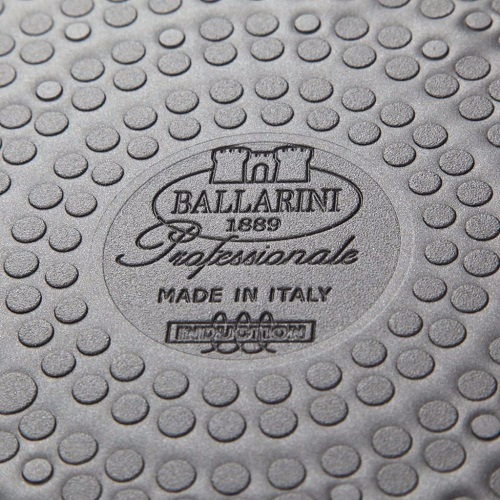 BALLARINI
1889
Professionale
MADE IN ITALY
INDUCTION